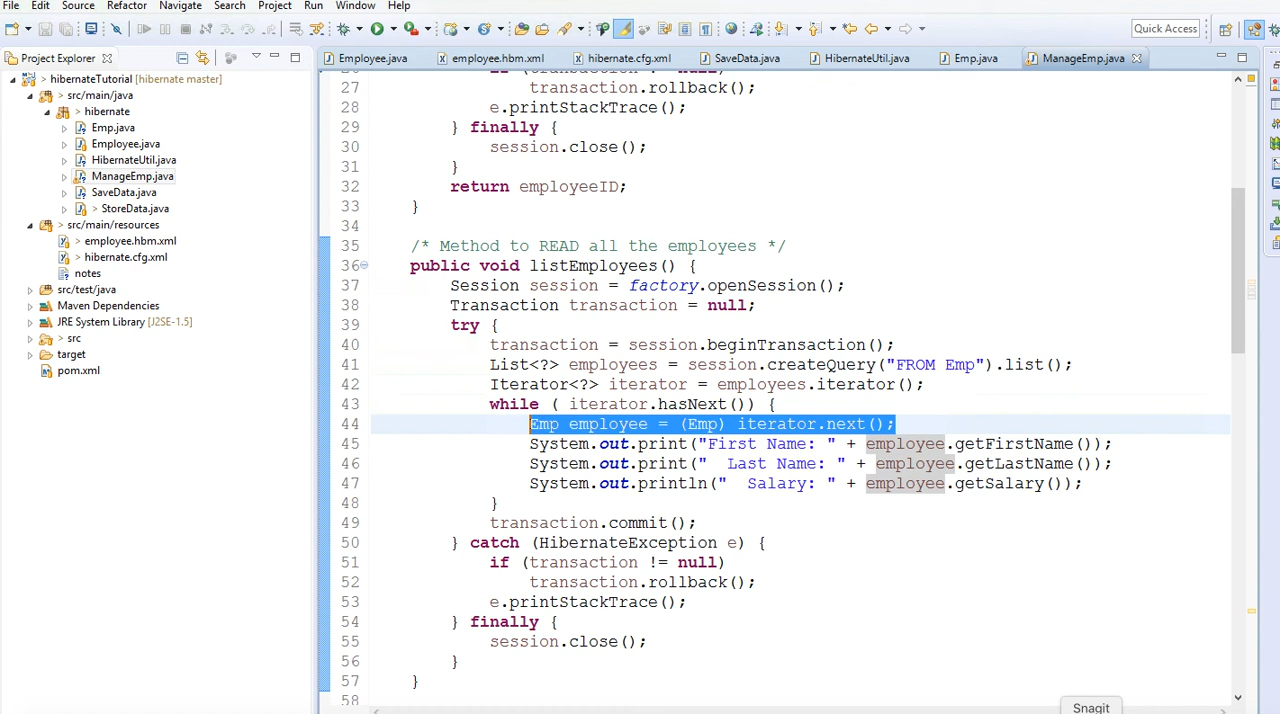 File Edit Source Refactor Navigate Search Project Run Window Help
Quick Access
Project Explorer
hibernateTutorial [hibernate master]
src/main/java
hibernate
Emp.java
Employee.java
HibernateUtil.java
ManageEmp.java
SaveData.java
> StoreData.java
src/main/resources
employee.hbm.xml
hibernate.cfg.xml
notes
src/test/java
Maven Dependencies
JRE System Library [J2SE-1.5]
> src
target
pom.xml
Employee.java employee.hbm.xml hibernate.cfg.xml SaveData.java HibernateUtil.java Emp.java ManageEmp.java
27 transaction.rollback();
28 e.printStackTrace();
29 } finally {
30 session.close();
31 }
32 return employeeID;
33 }
34
35 /* Method to READ all the employees */
36 public void listEmployees() {
37 Session session = factory.openSession();
38 Transaction transaction = null;
39 try {
40 transaction = session.beginTransaction();
41 List<?> employees = session.createQuery("FROM Emp").list();
42 Iterator<?> iterator = employees.iterator();
43 while ( iterator.hasNext()) {
44 Emp employee = (Emp) iterator.next();
45 System.out.print("First Name: " + employee.getFirstName());
46 System.out.print("  Last Name: " + employee.getLastName());
47 System.out.println("  Salary: " + employee.getSalary());
48 }
49 transaction.commit();
50 } catch (HibernateException e) {
51 if (transaction != null)
52 transaction.rollback();
53 e.printStackTrace();
54 } finally {
55 session.close();
56 }
57 }
58
Snagit